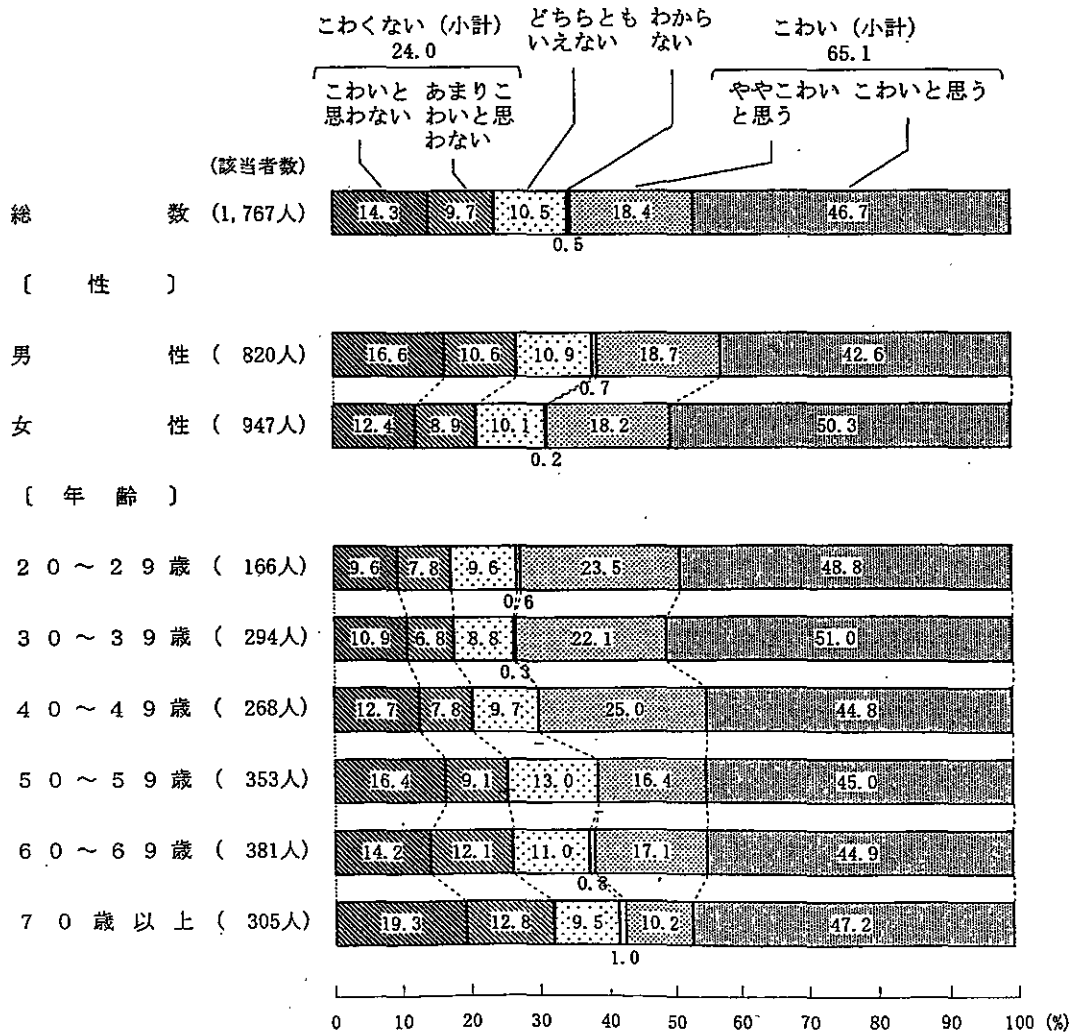 こわくない (小計)
24.0
どちらとも
いえない
わから
ない
こわい (小計)
65.1
こわいと
思わない
あまりこ
わいと思
わない
ややこわい
と思う
こわいと思う
(該当者数)
総 数 (1,767人) 14.3 9.7 10.5 18.4 46.7
0.5
〔 性 〕
男 性 ( 820人) 16.6 10.6 10.9 18.7 42.6
0.7
女 性 ( 947人) 12.4 8.9 10.1 18.2 50.3
0.2
〔 年 齢 〕
20～29歳 ( 166人) 9.6 7.8 9.6 23.5 48.8
0.6
30～39歳 ( 294人) 10.9 6.8 8.8 22.1 51.0
0.3
40～49歳 ( 268人) 12.7 7.8 9.7 25.0 44.8
－
50～59歳 ( 353人) 16.4 9.1 13.0 16.4 45.0
－
60～69歳 ( 381人) 14.2 12.1 11.0 17.1 44.9
0.8
70歳以上 ( 305人) 19.3 12.8 9.5 10.2 47.2
1.0
0 10 20 30 40 50 60 70 80 90 100 (%)